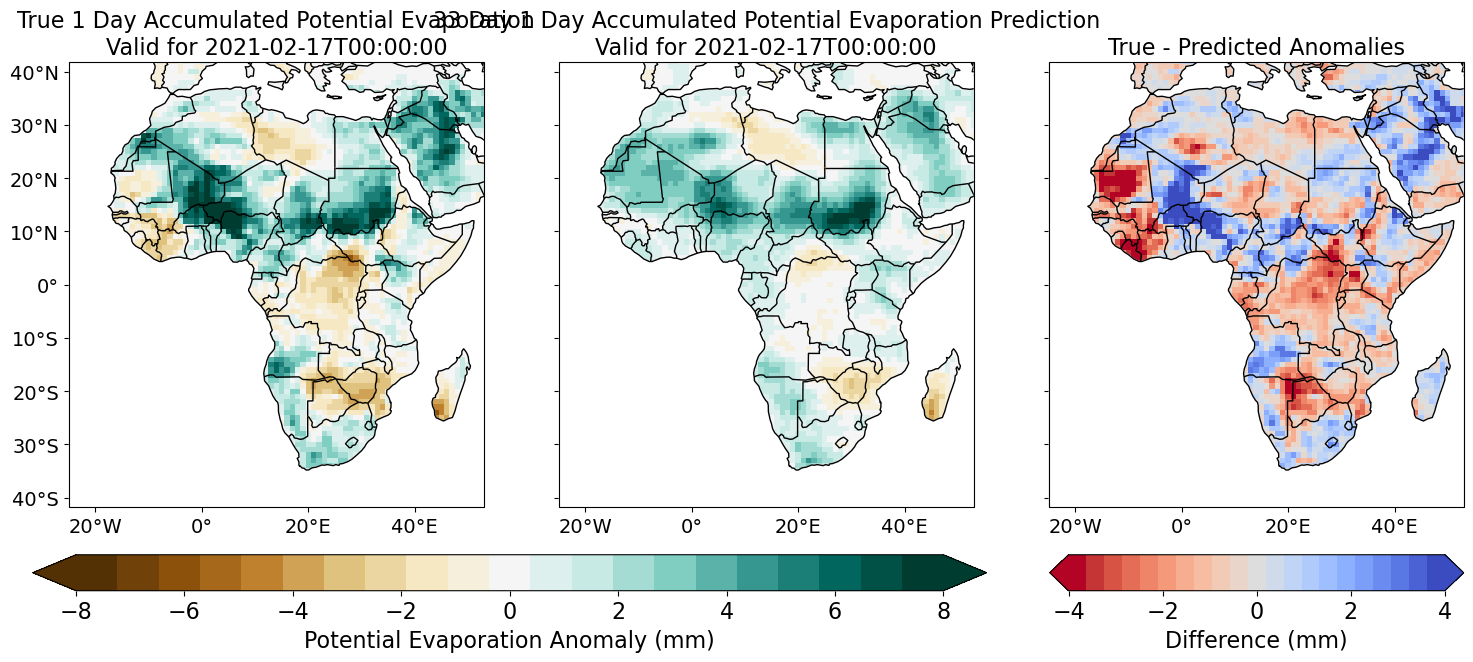 True 1 Day Accumulated Potential Evaporation
Valid for 2021-02-17T00:00:00
33 Day 1 Day Accumulated Potential Evaporation Prediction
Valid for 2021-02-17T00:00:00
True - Predicted Anomalies
40°N
30°N
20°N
10°N
0°
10°S
20°S
30°S
40°S
20°W 0° 20°E 40°E
20°W 0° 20°E 40°E
20°W 0° 20°E 40°E
−8 −6 −4 −2 0 2 4 6 8
Potential Evaporation Anomaly (mm)
−4 −2 0 2 4
Difference (mm)